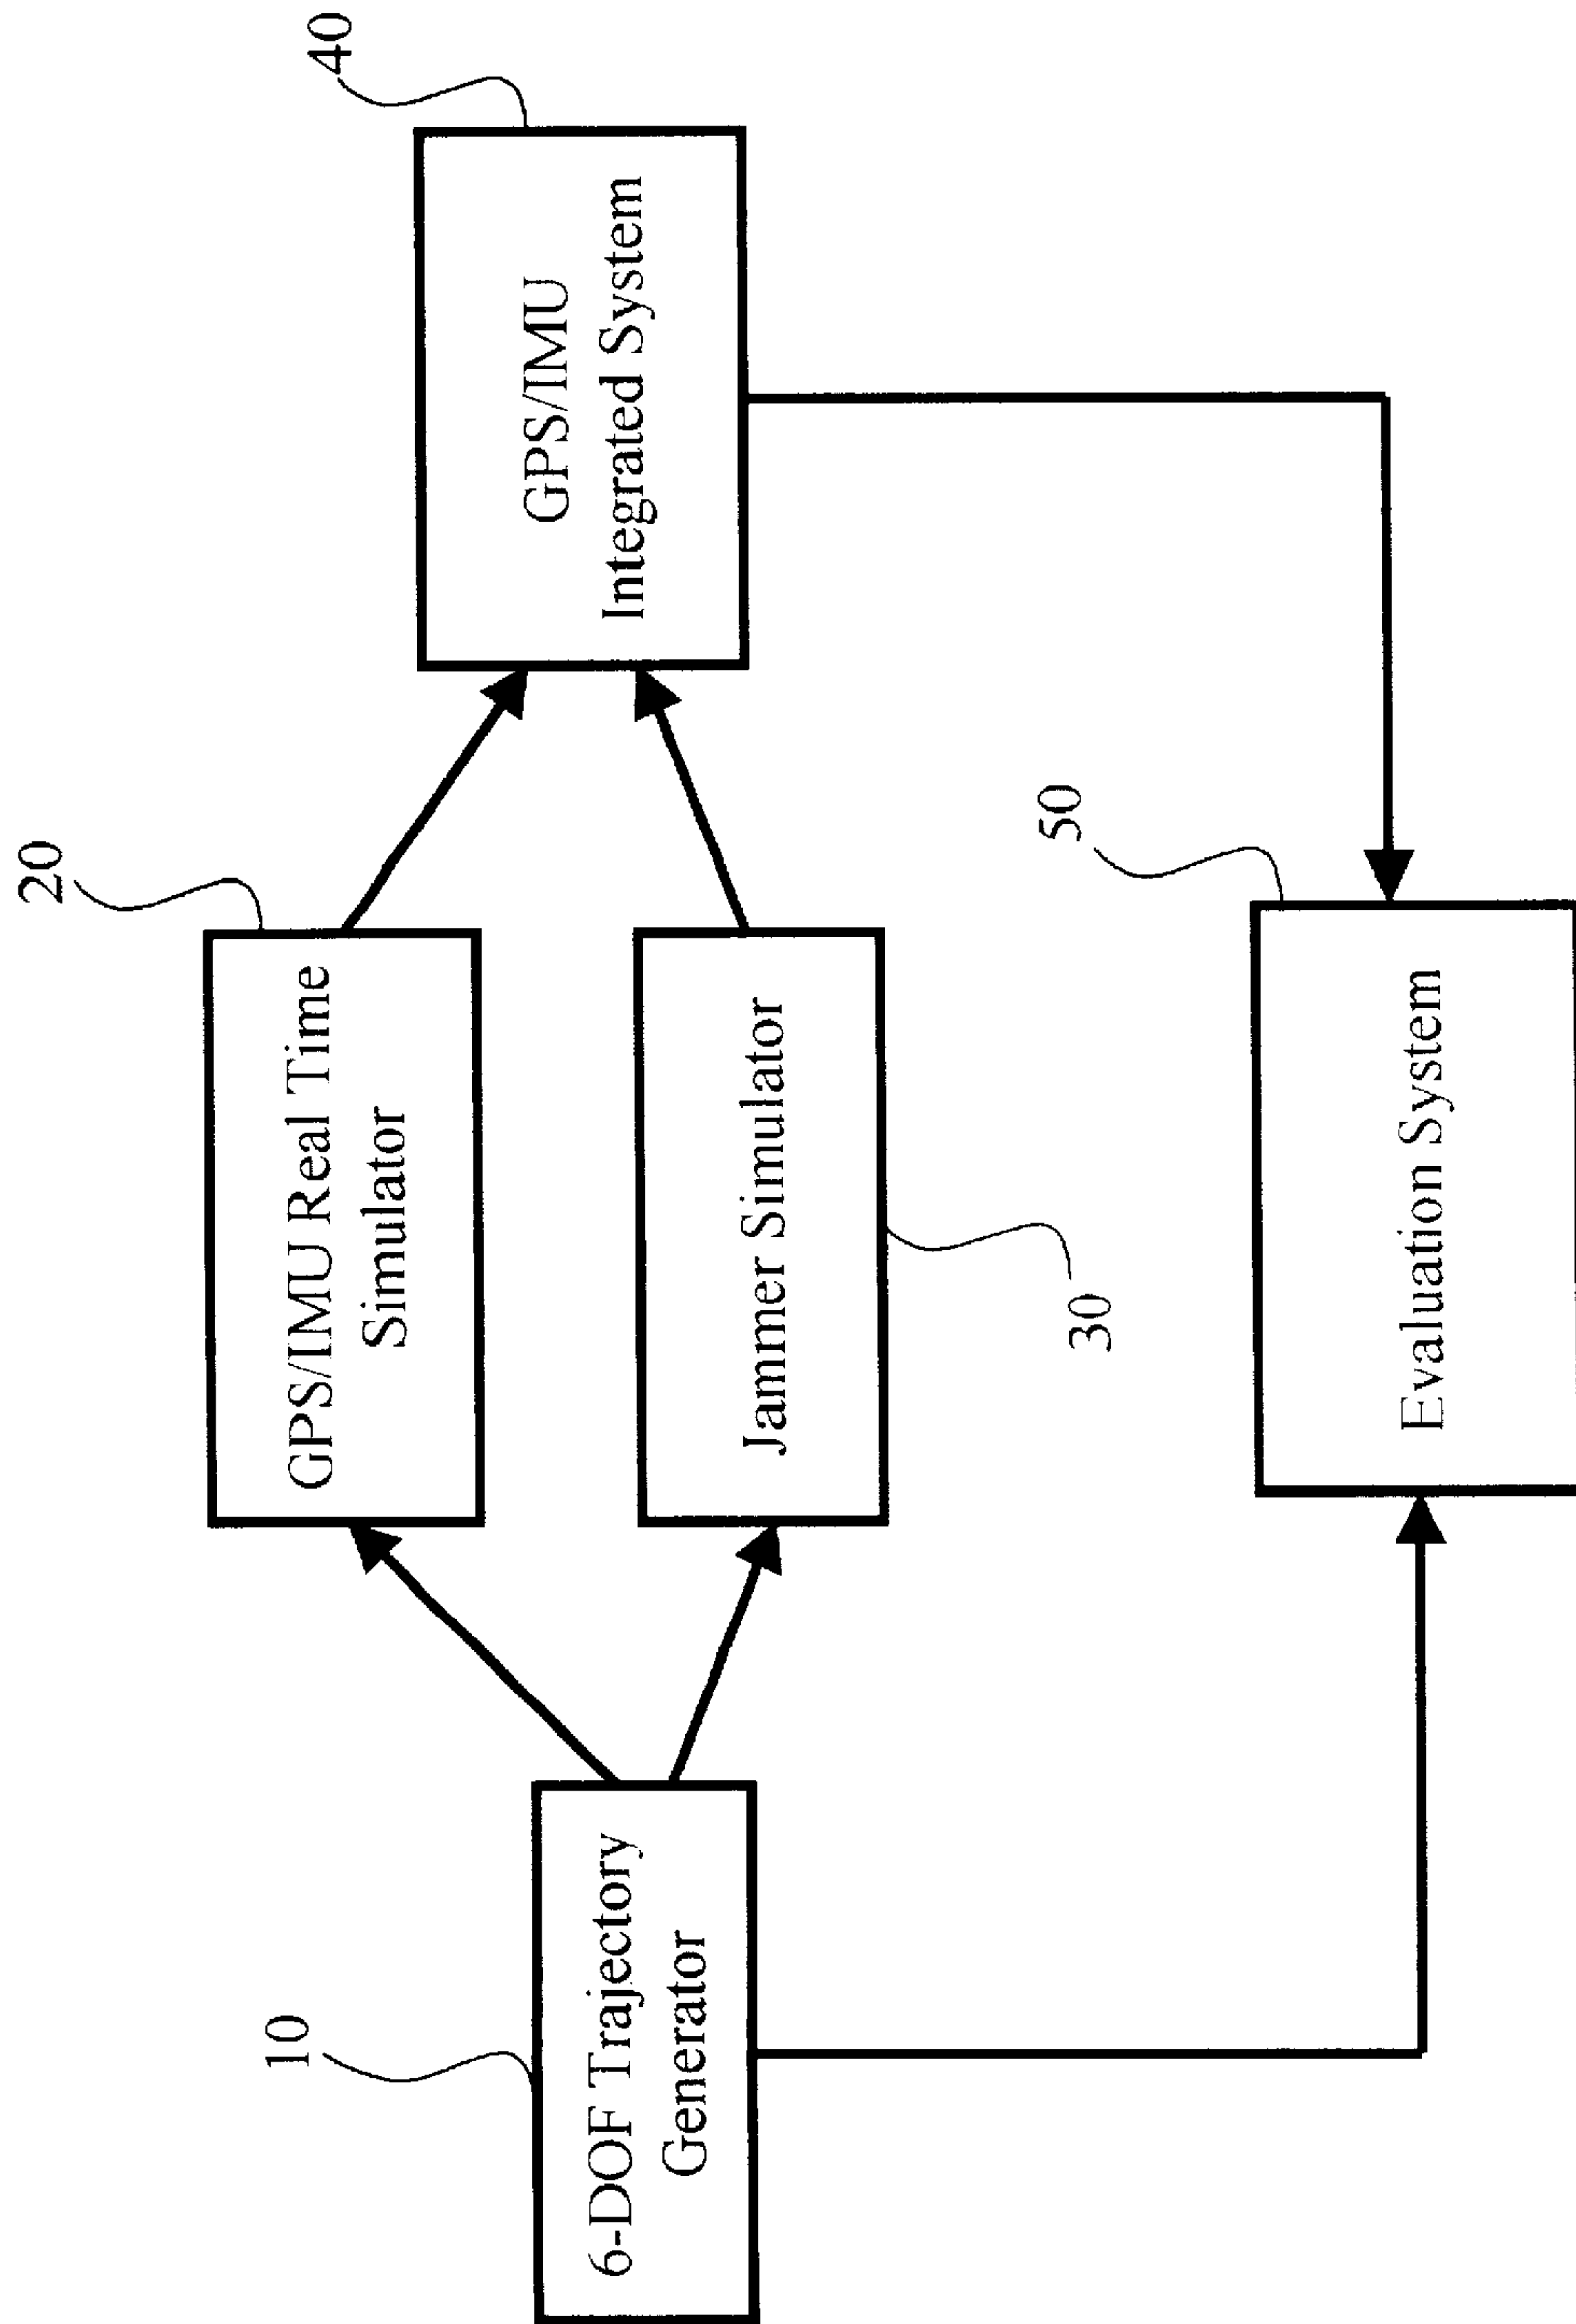 10
6-DOF Trajectory
Generator
20
GPS/IMU Real Time
Simulator
Jammer Simulator
30
40
GPS/IMU
Integrated System
50
Evaluation System